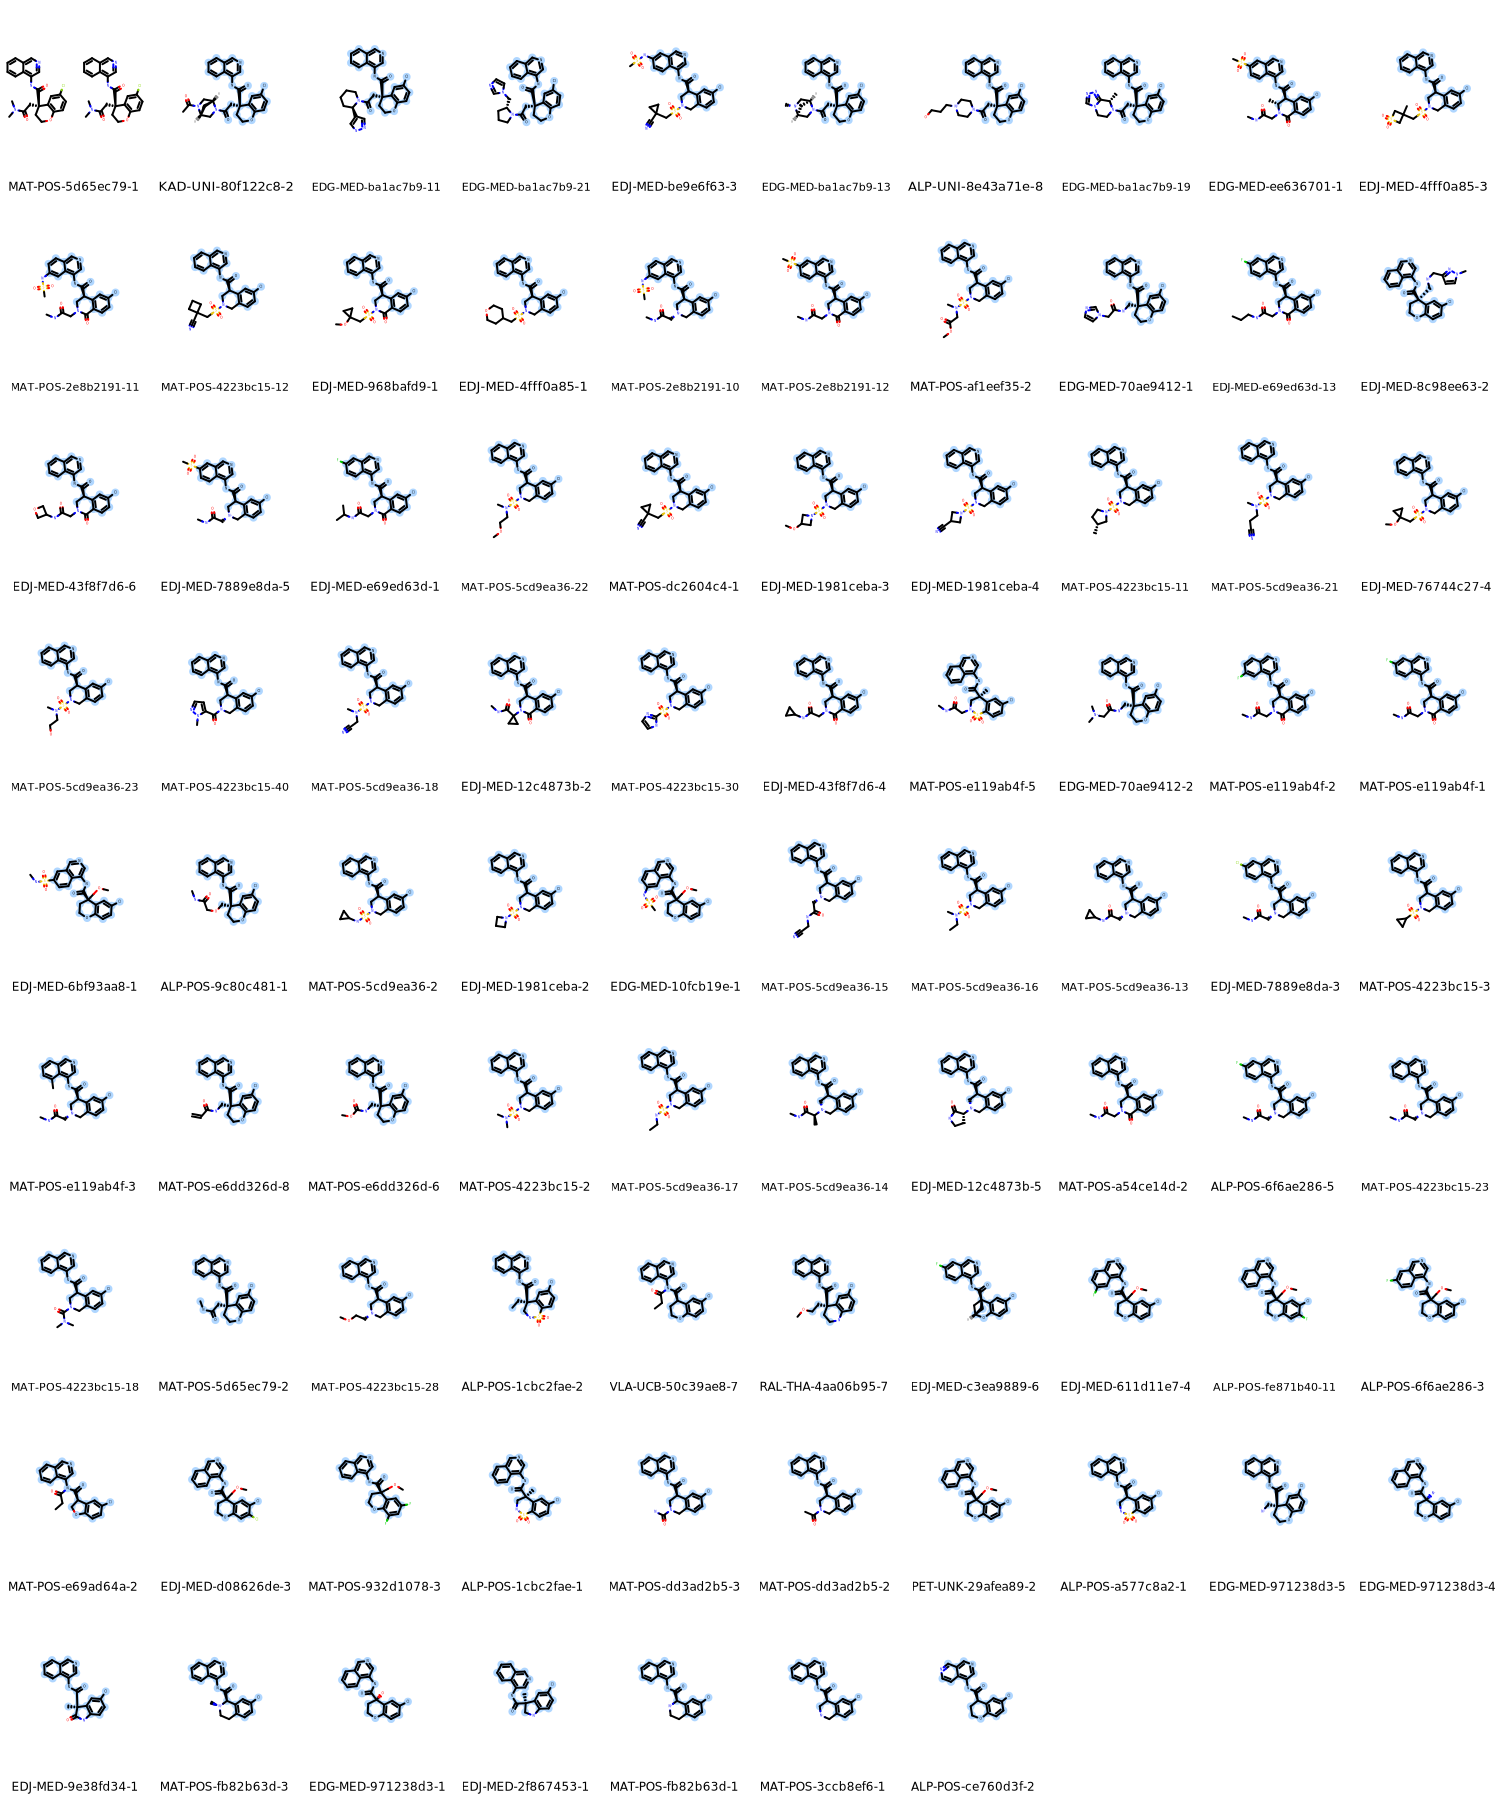 MAT-POS-5d65ec79-1 KAD-UNI-80f122c8-2 EDG-MED-ba1ac7b9-11 EDG-MED-ba1ac7b9-21 EDJ-MED-be9e6f63-3 EDG-MED-ba1ac7b9-13 ALP-UNI-8e43a71e-8 EDG-MED-ba1ac7b9-19 EDG-MED-ee636701-1 EDJ-MED-4fff0a85-3
MAT-POS-2e8b2191-11 MAT-POS-4223bc15-12 EDJ-MED-968bafd9-1 EDJ-MED-4fff0a85-1 MAT-POS-2e8b2191-10 MAT-POS-2e8b2191-12 MAT-POS-af1eef35-2 EDG-MED-70ae9412-1 EDJ-MED-e69ed63d-13 EDJ-MED-8c98ee63-2
EDJ-MED-43f8f7d6-6 EDJ-MED-7889e8da-5 EDJ-MED-e69ed63d-1 MAT-POS-5cd9ea36-22 MAT-POS-dc2604c4-1 EDJ-MED-1981ceba-3 EDJ-MED-1981ceba-4 MAT-POS-4223bc15-11 MAT-POS-5cd9ea36-21 EDJ-MED-76744c27-4
MAT-POS-5cd9ea36-23 MAT-POS-4223bc15-40 MAT-POS-5cd9ea36-18 EDJ-MED-12c4873b-2 MAT-POS-4223bc15-30 EDJ-MED-43f8f7d6-4 MAT-POS-e119ab4f-5 EDG-MED-70ae9412-2 MAT-POS-e119ab4f-2 MAT-POS-e119ab4f-1
EDJ-MED-6bf93aa8-1 ALP-POS-9c80c481-1 MAT-POS-5cd9ea36-2 EDJ-MED-1981ceba-2 EDG-MED-10fcb19e-1 MAT-POS-5cd9ea36-15 MAT-POS-5cd9ea36-16 MAT-POS-5cd9ea36-13 EDJ-MED-7889e8da-3 MAT-POS-4223bc15-3
MAT-POS-e119ab4f-3 MAT-POS-e6dd326d-8 MAT-POS-e6dd326d-6 MAT-POS-4223bc15-2 MAT-POS-5cd9ea36-17 MAT-POS-5cd9ea36-14 EDJ-MED-12c4873b-5 MAT-POS-a54ce14d-2 ALP-POS-6f6ae286-5 MAT-POS-4223bc15-23
MAT-POS-4223bc15-18 MAT-POS-5d65ec79-2 MAT-POS-4223bc15-28 ALP-POS-1cbc2fae-2 VLA-UCB-50c39ae8-7 RAL-THA-4aa06b95-7 EDJ-MED-c3ea9889-6 EDJ-MED-611d11e7-4 ALP-POS-fe871b40-11 ALP-POS-6f6ae286-3
MAT-POS-e69ad64a-2 EDJ-MED-d08626de-3 MAT-POS-932d1078-3 ALP-POS-1cbc2fae-1 MAT-POS-dd3ad2b5-3 MAT-POS-dd3ad2b5-2 PET-UNK-29afea89-2 ALP-POS-a577c8a2-1 EDG-MED-971238d3-5 EDG-MED-971238d3-4
EDJ-MED-9e38fd34-1 MAT-POS-fb82b63d-3 EDG-MED-971238d3-1 EDJ-MED-2f867453-1 MAT-POS-fb82b63d-1 MAT-POS-3ccb8ef6-1 ALP-POS-ce760d3f-2